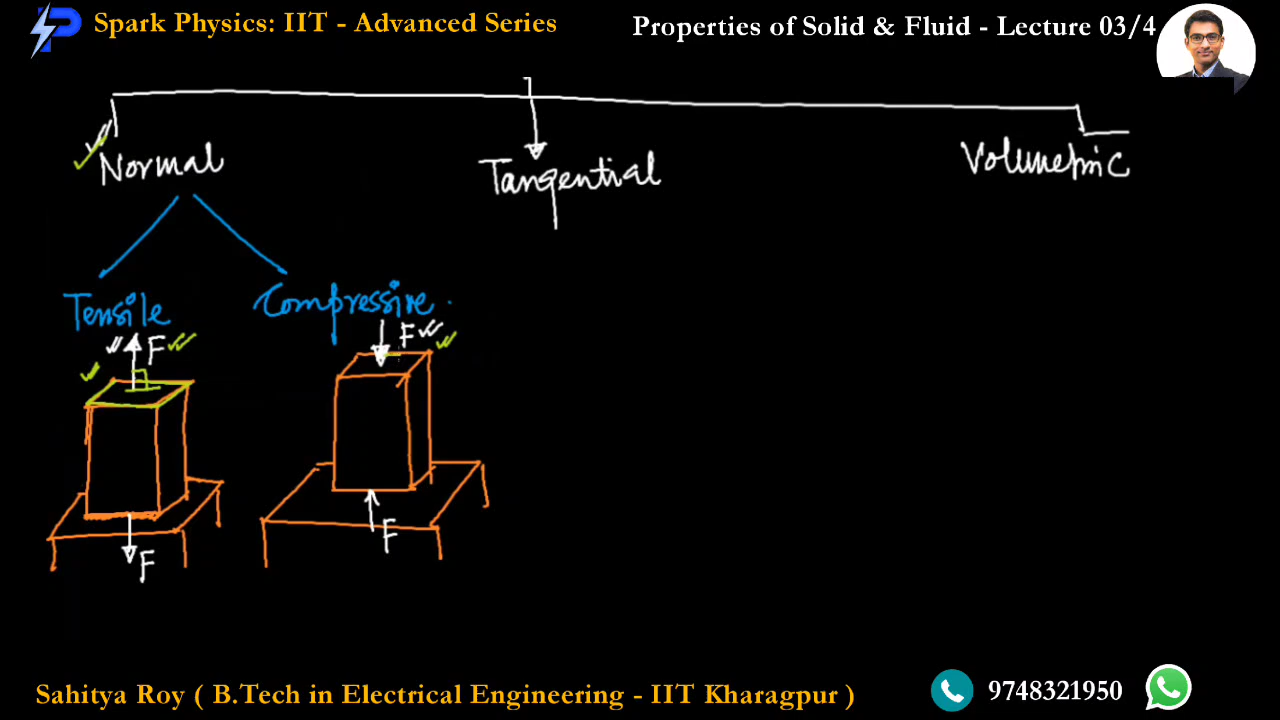 Spark Physics: IIT - Advanced Series
Properties of Solid & Fluid - Lecture 03/4
Normal
Tangential
Volumetric
Tensile
Compressive
F
F
F
F
Sahitya Roy ( B.Tech in Electrical Engineering - IIT Kharagpur )
9748321950